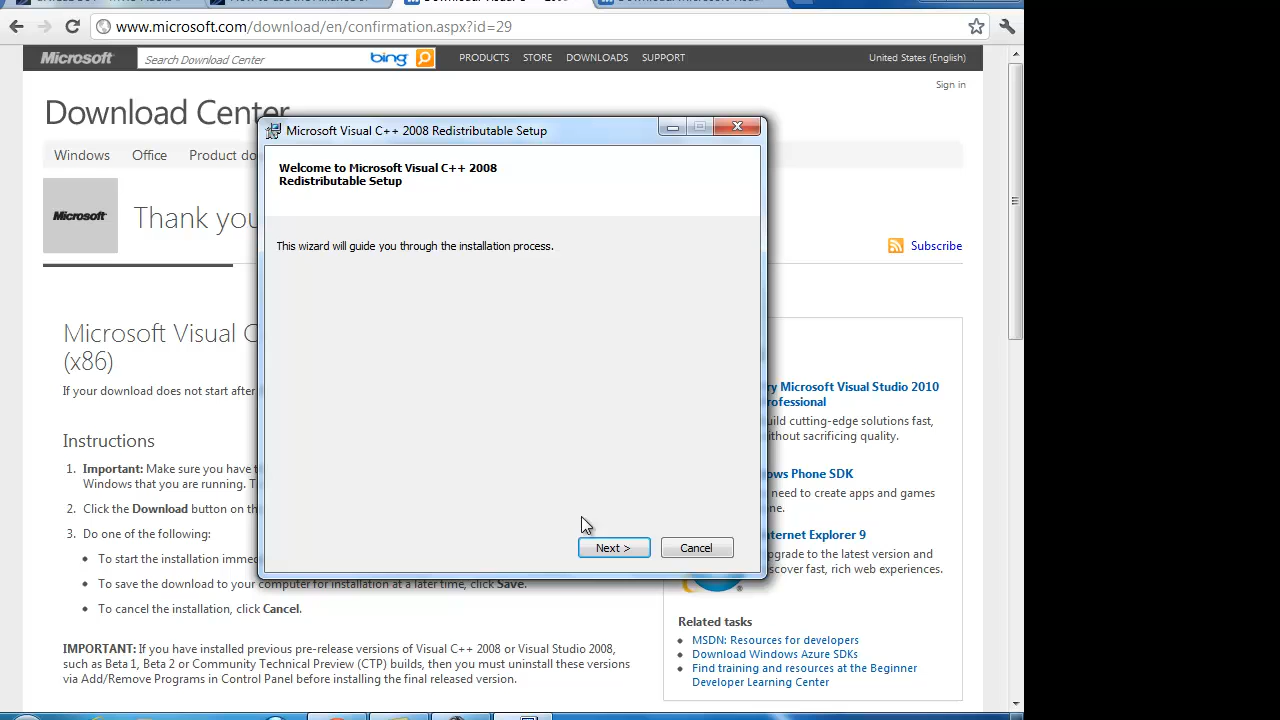 www.microsoft.com/download/en/confirmation.aspx?id=29
Microsoft
Search Download Center
bing
PRODUCTS STORE DOWNLOADS SUPPORT
United States (English)
Sign in
Download Center
Windows Office Product do
Microsoft
Thank you
Subscribe
Microsoft Visual C
(x86)
If your download does not start after
Instructions
1. Important: Make sure you have t
Windows that you are running. T
2. Click the Download button on th
3. Do one of the following:
To start the installation immed
To save the download to your computer for installation at a later time, click Save.
To cancel the installation, click Cancel.
IMPORTANT: If you have installed previous pre-release versions of Visual C++ 2008 or Visual Studio 2008,
such as Beta 1, Beta 2 or Community Technical Preview (CTP) builds, then you must uninstall these versions
via Add/Remove Programs in Control Panel before installing the final released version.
Microsoft Visual C++ 2008 Redistributable Setup
Welcome to Microsoft Visual C++ 2008
Redistributable Setup
This wizard will guide you through the installation process.
Next >
Cancel
ry Microsoft Visual Studio 2010
rofessional
uild cutting-edge solutions fast,
ithout sacrificing quality.
ows Phone SDK
need to create apps and games
ne.
ternet Explorer 9
pgrade to the latest version and
scover fast, rich web experiences.
Related tasks
MSDN: Resources for developers
Download Windows Azure SDKs
Find training and resources at the Beginner
Developer Learning Center